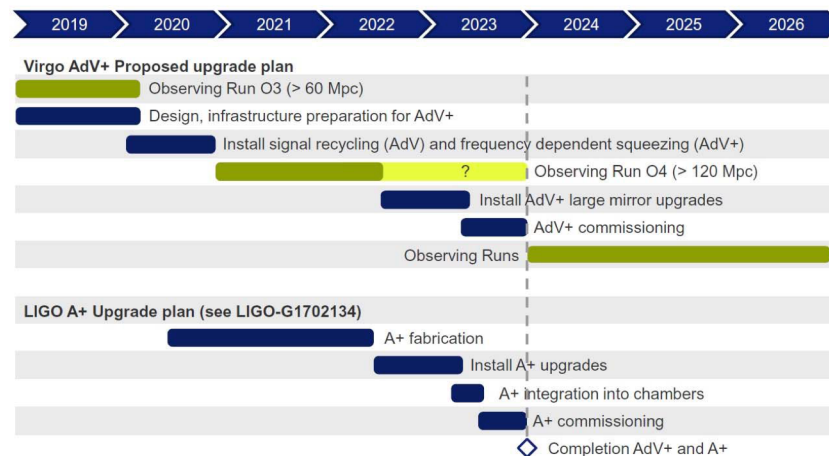 2019 2020 2021 2022 2023 2024 2025 2026
Virgo AdV+ Proposed upgrade plan
Observing Run O3 (> 60 Mpc)
Design, infrastructure preparation for AdV+
Install signal recycling (AdV) and frequency dependent squeezing (AdV+)
? Observing Run O4 (> 120 Mpc)
Install AdV+ large mirror upgrades
AdV+ commissioning
Observing Runs
LIGO A+ Upgrade plan (see LIGO-G1702134)
A+ fabrication
Install A+ upgrades
A+ integration into chambers
A+ commissioning
Completion AdV+ and A+